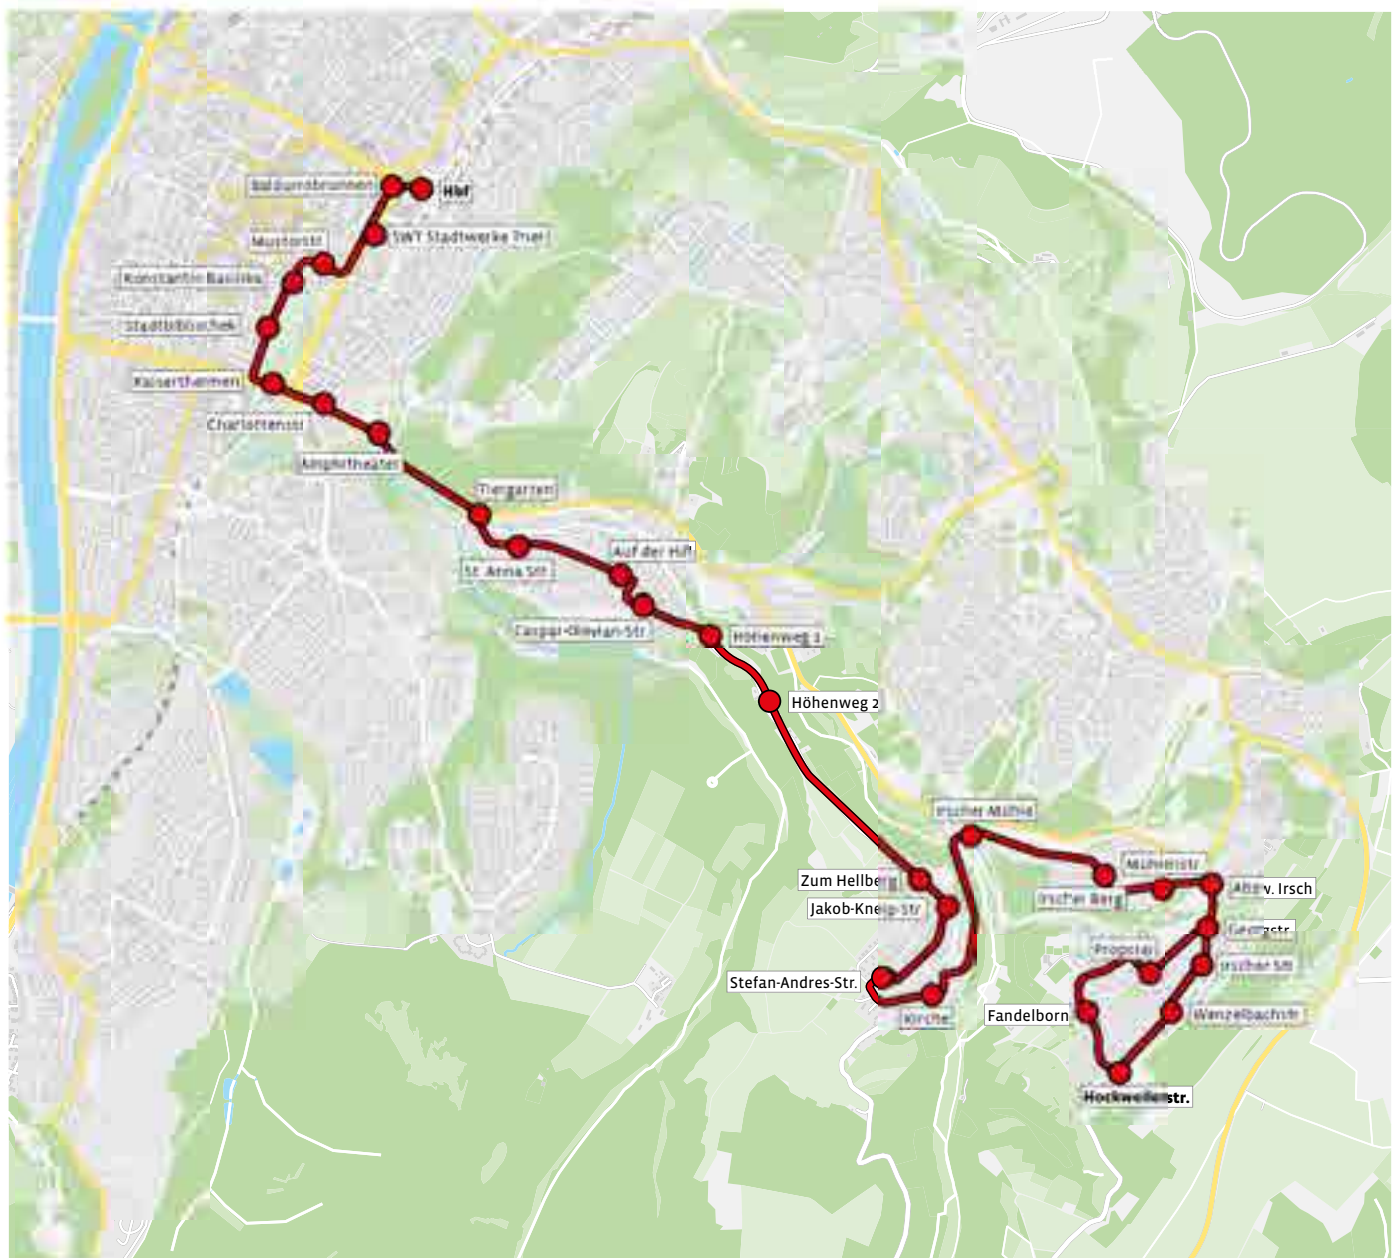 Balduinsbrunnen
Hbf
SWT Stadtwerke Trier
Mustorstr.
Konstantin-Basilika
Stadtbibliothek
Kaiserthermen
Charlottenstr.
Amphitheater
Tiergarten
Auf der Hill
St. Anna Str.
Caspar-Olevian-Str.
Höhenweg 1
Höhenweg 2
Irscher Mühle
Mühlenstr.
Zum Hellberg
Abzw. Irsch
Irscher Berg
Jakob-Kneip-Str
Georgstr.
Propstei
Irscher Str.
Stefan-Andres-Str.
Kirche
Fandelborn
Wenzelbachstr.
Hockweilerstr.